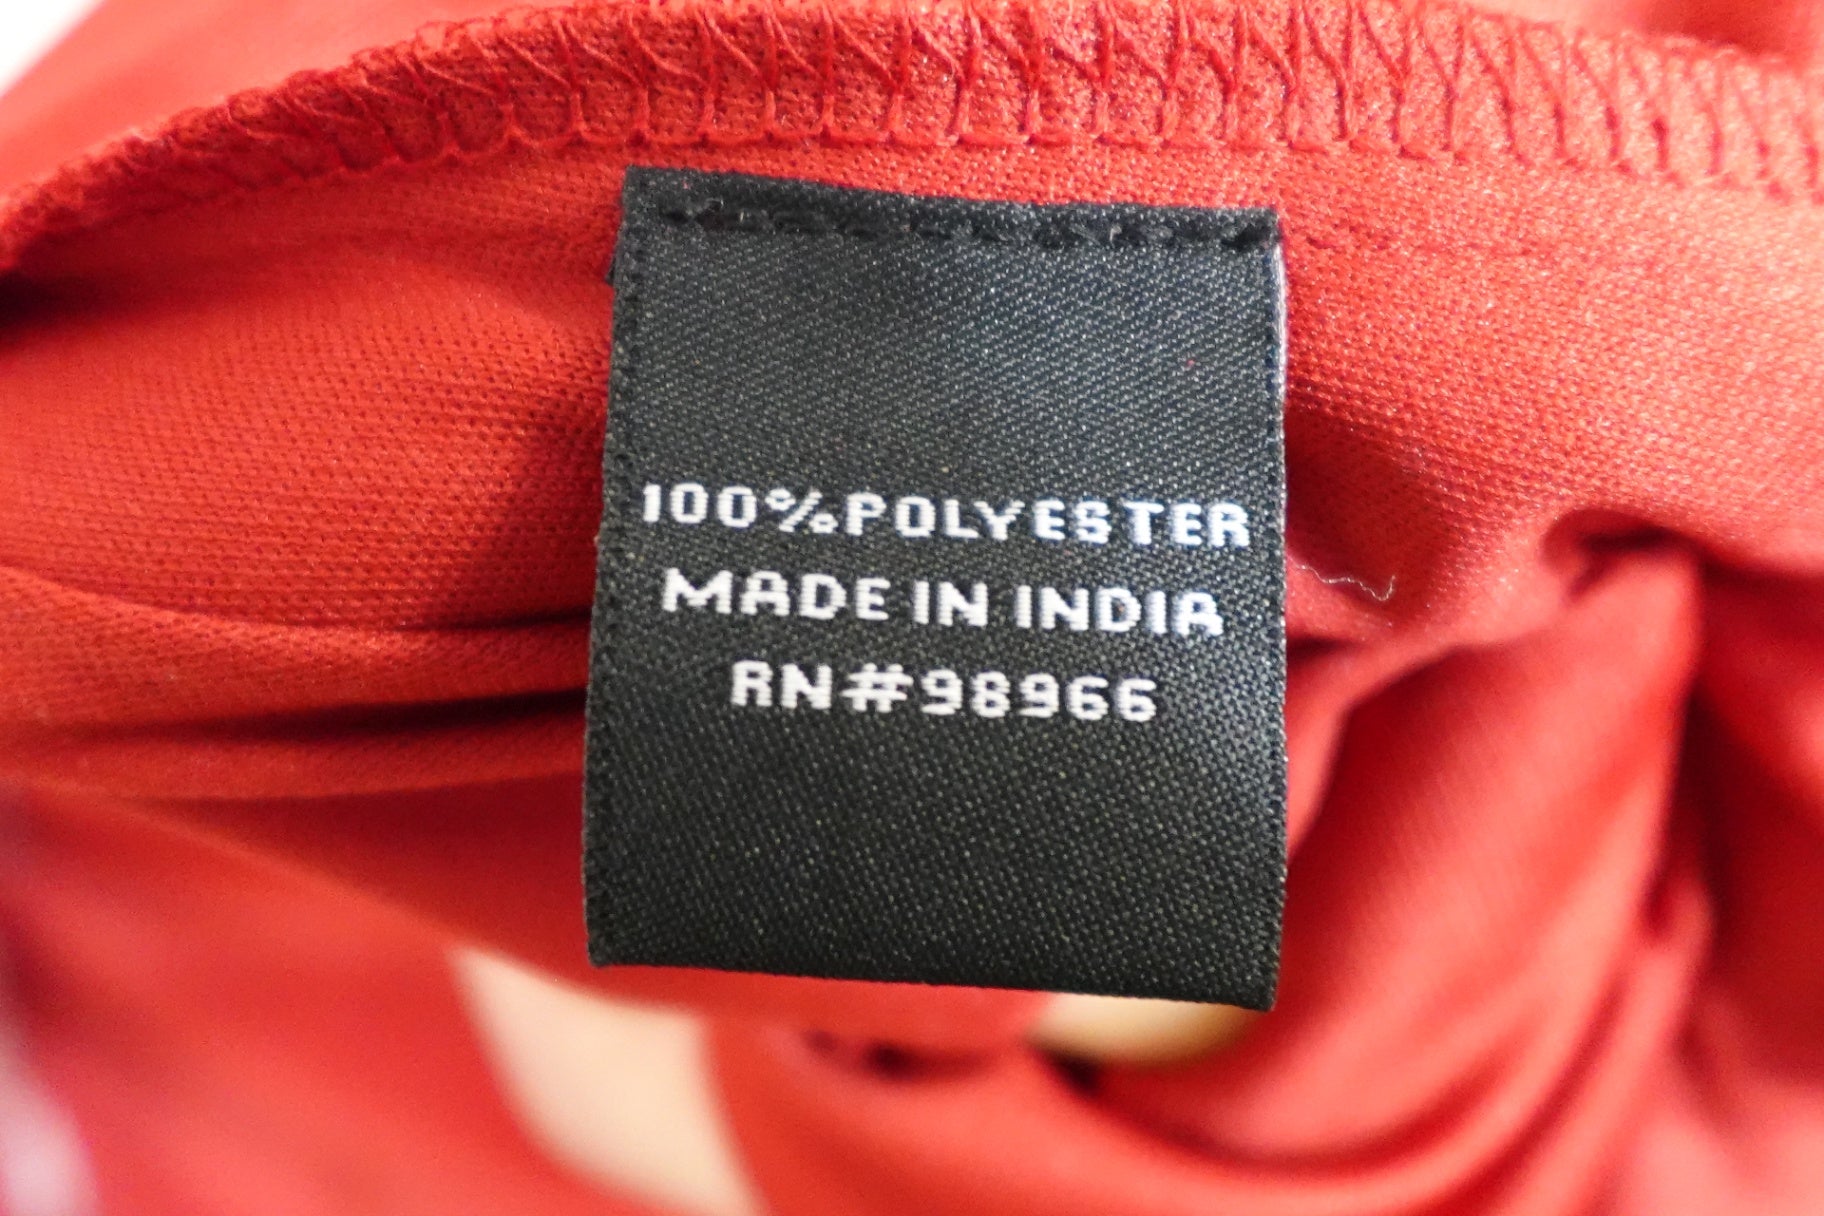 100%POLYESTER
MADE IN INDIA
RN#98966